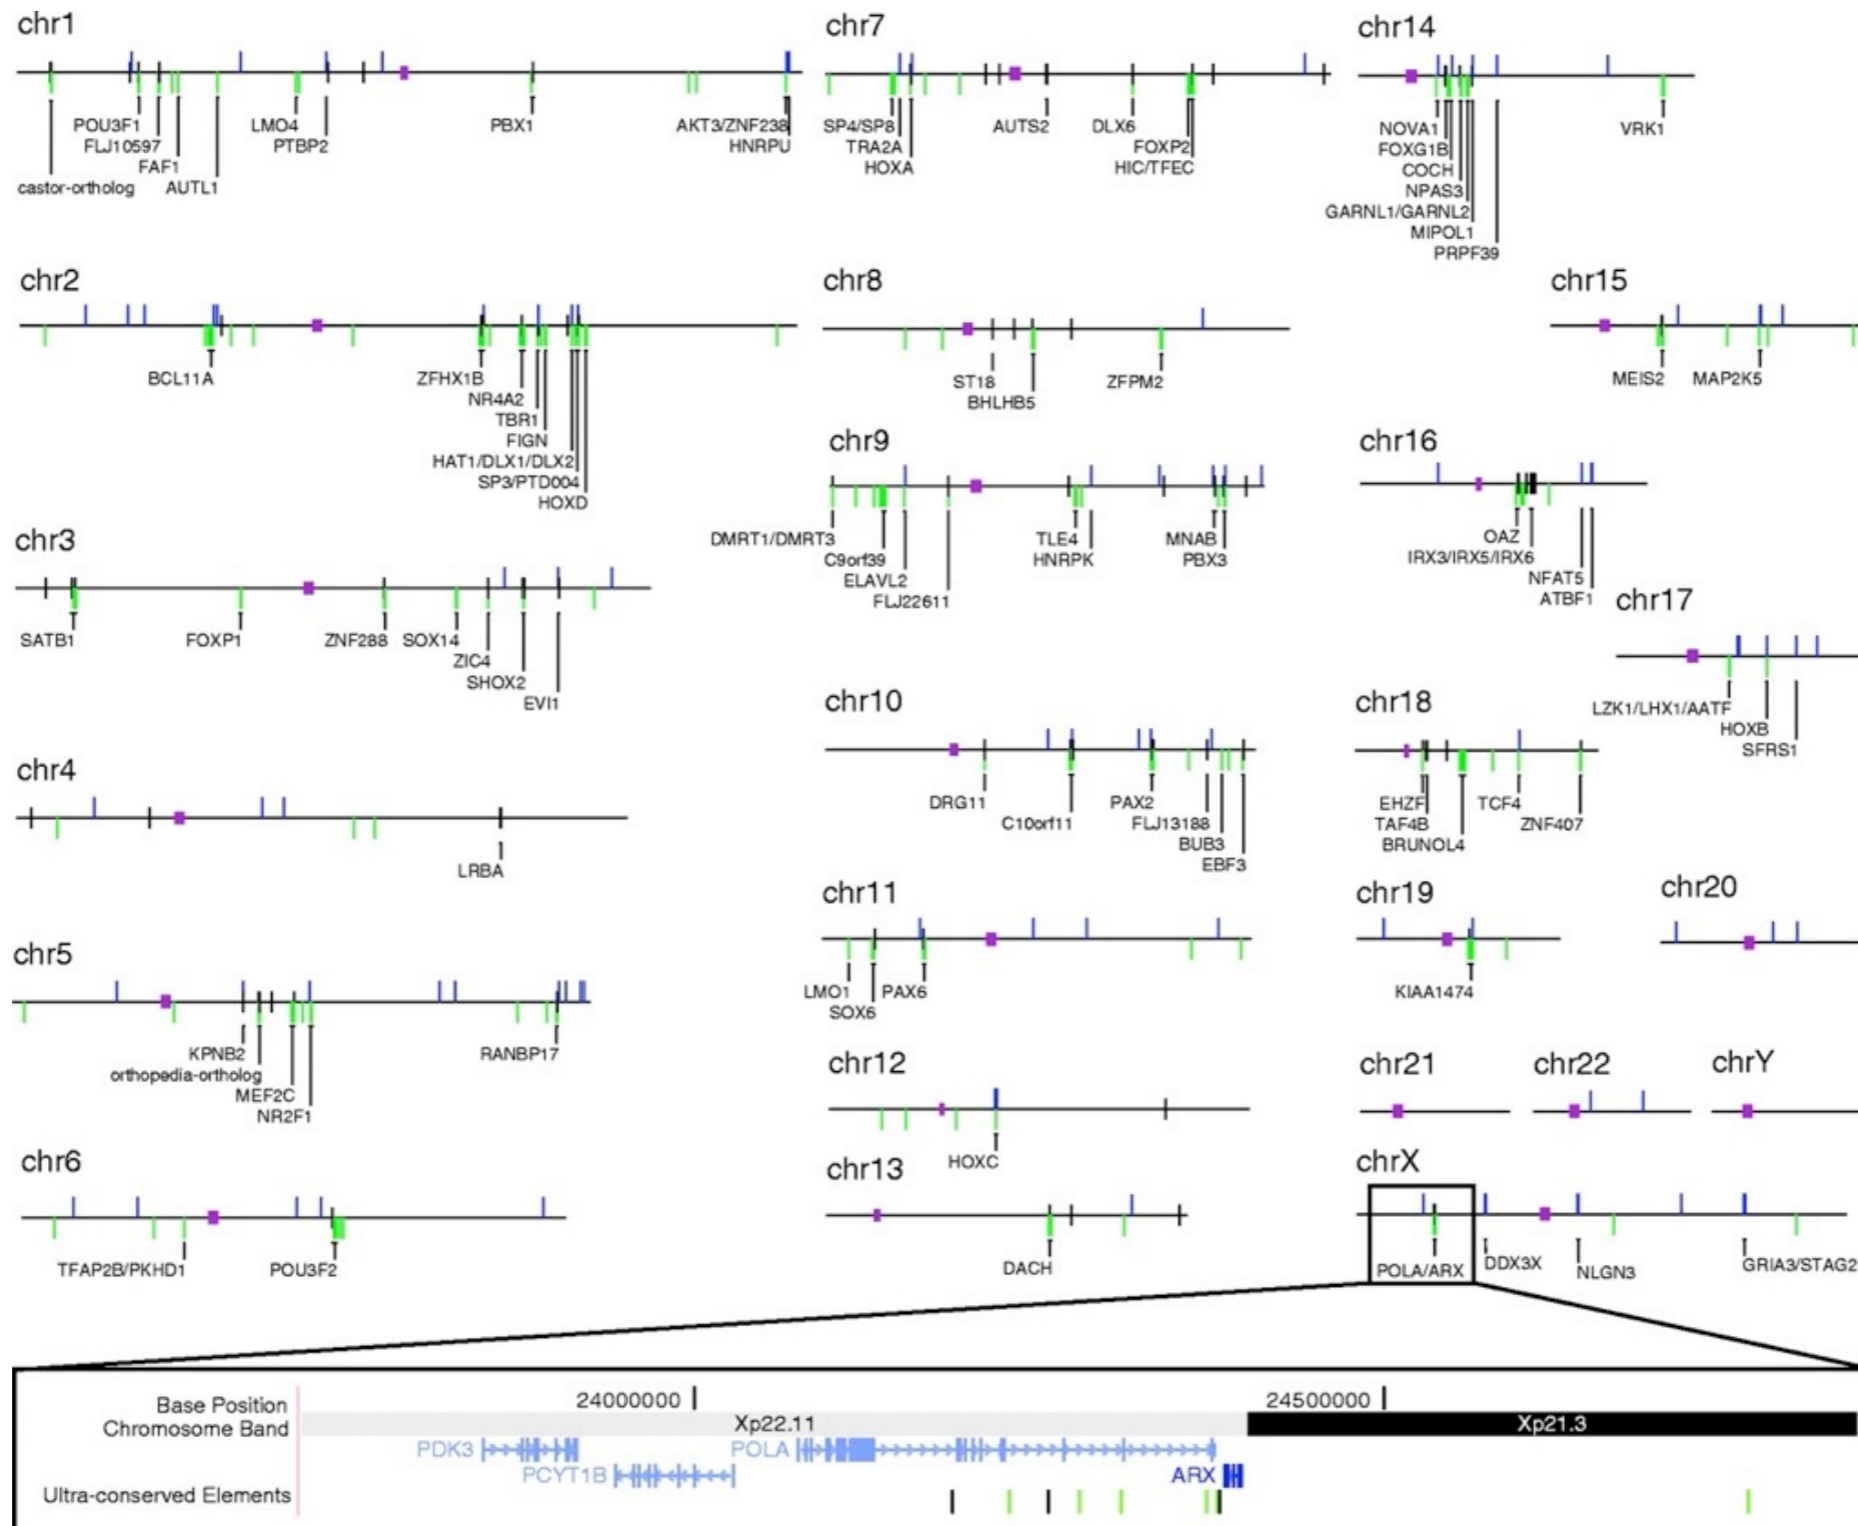 chr1
POU3F1
LMO4
PBX1
AKT3/ZNF238
FLJ10597
PTBP2
HNRPU
FAF1
castor-ortholog
AUTL1
chr2
BCL11A
ZFHX1B
NR4A2
TBR1
FIGN
HAT1/DLX1/DLX2
SP3/PTD004
HOXD
chr3
SATB1
FOXP1
ZNF288
SOX14
ZIC4
SHOX2
EVI1
chr4
LRBA
chr5
KPNB2
RANBP17
orthopedia-ortholog
MEF2C
NR2F1
chr6
TFAP2B/PKHD1
POU3F2
chr7
SP4/SP8
AUTS2
DLX6
TRA2A
FOXP2
HOXA
HIC/TFEC
chr8
ST18
ZFPM2
BHLHB5
chr9
DMRT1/DMRT3
TLE4
MNAB
C9orf39
HNRPK
PBX3
ELAVL2
FLJ22611
chr10
DRG11
PAX2
C10orf11
FLJ13188
BUB3
EBF3
chr11
LMO1
PAX6
SOX6
chr12
HOXC
chr13
DACH
chr14
NOVA1
VRK1
FOXG1B
COCH
NPAS3
GARNL1/GARNL2
MIPOL1
PRPF39
chr15
MEIS2
MAP2K5
chr16
OAZ
IRX3/IRX5/IRX6
NFAT5
ATBF1
chr17
LZK1/LHX1/AATF
HOXB
SFRS1
chr18
EHZF
TCF4
TAF4B
ZNF407
BRUNOL4
chr19
KIAA1474
chr20
chr21
chr22
chrY
chrX
POLA/ARX
DDX3X
NLGN3
GRIA3/STAG2
Base Position
24000000
24500000
Chromosome Band
Xp22.11
Xp21.3
PDK3
POLA
PCYT1B
ARX
Ultra-conserved Elements